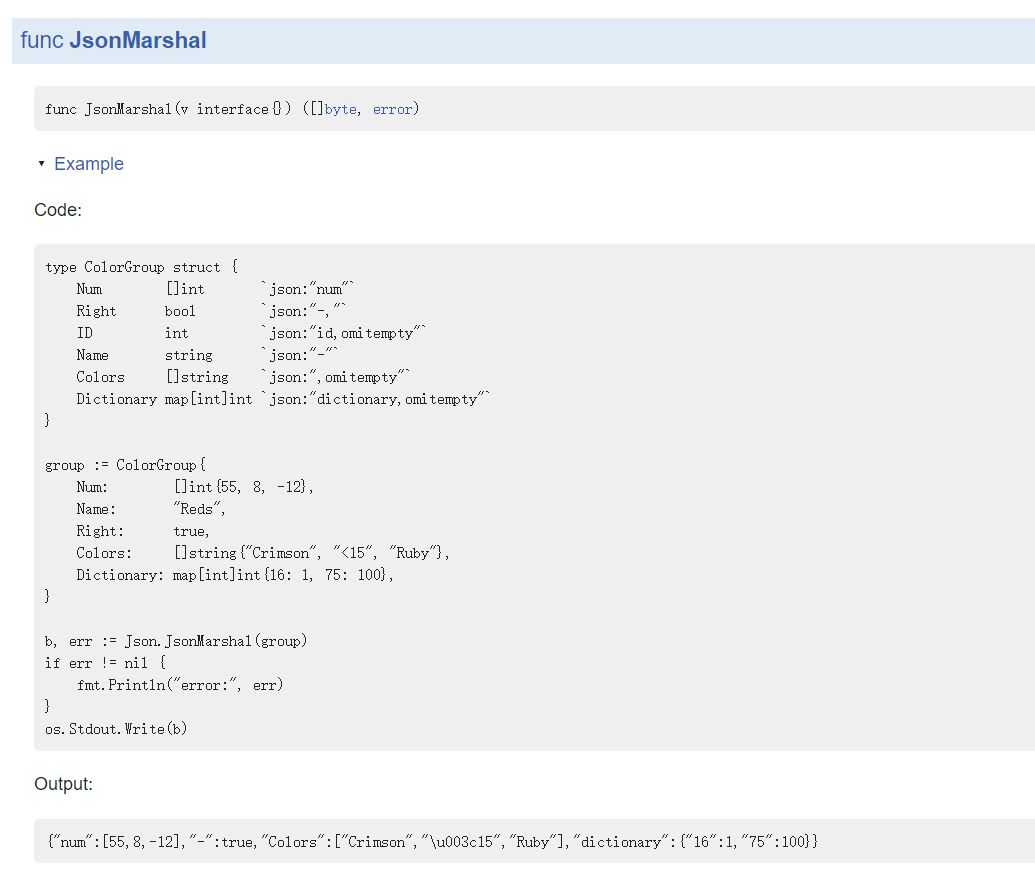 func JsonMarshal
func JsonMarshal(v interface{}) ([]byte, error)
▾ Example
Code:
type ColorGroup struct {
    Num        []int       `json:"num"`
    Right      bool        `json:"-,"`
    ID         int         `json:"id,omitempty"`
    Name       string      `json:"-"`
    Colors     []string    `json:",omitempty"`
    Dictionary map[int]int `json:"dictionary,omitempty"`
}
group := ColorGroup{
    Num:        []int{55, 8, -12},
    Name:       "Reds",
    Right:      true,
    Colors:     []string{"Crimson", "<15", "Ruby"},
    Dictionary: map[int]int{16: 1, 75: 100},
}
b, err := Json.JsonMarshal(group)
if err != nil {
    fmt.Println("error:", err)
}
os.Stdout.Write(b)
Output:
{"num":[55,8,-12],"-":true,"Colors":["Crimson","\u003c15","Ruby"],"dictionary":{"16":1,"75":100}}